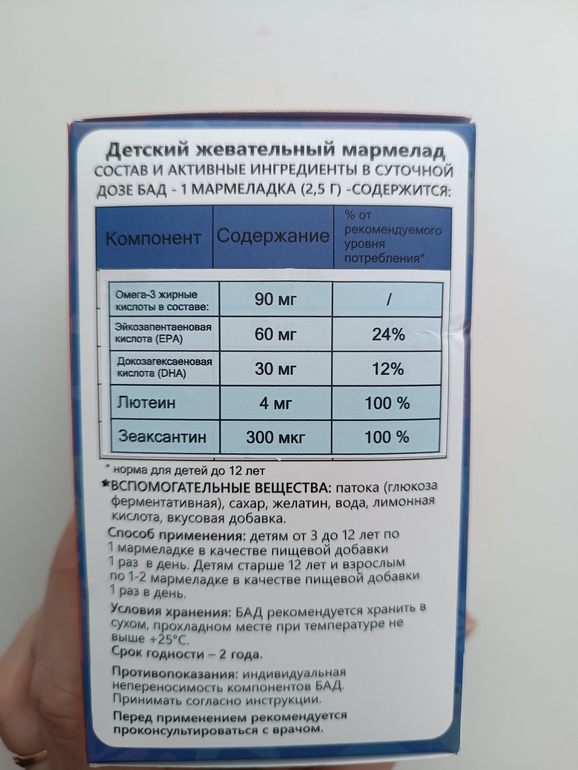 Детский жевательный мармелад
СОСТАВ И АКТИВНЫЕ ИНГРЕДИЕНТЫ В СУТОЧНОЙ
ДОЗЕ БАД - 1 МАРМЕЛАДКА (2,5 Г) -СОДЕРЖИТСЯ:
Компонент Содержание % от
рекомендуемого
уровня
потребления*
Омега-3 жирные
кислоты в составе: 90 мг /
Эйкозапентаеновая
кислота (EPA) 60 мг 24%
Докозагексаеновая
кислота (DHA) 30 мг 12%
Лютеин 4 мг 100 %
Зеаксантин 300 мкг 100 %
* норма для детей до 12 лет
*ВСПОМОГАТЕЛЬНЫЕ ВЕЩЕСТВА: патока (глюкоза
ферментативная), сахар, желатин, вода, лимонная
кислота, вкусовая добавка.
Способ применения: детям от 3 до 12 лет по
1 мармеладке в качестве пищевой добавки
1 раз в день. Детям старше 12 лет и взрослым
по 1-2 мармеладке в качестве пищевой добавки
1 раз в день.
Условия хранения: БАД рекомендуется хранить в
сухом, прохладном месте при температуре не
выше +25°С.
Срок годности – 2 года.
Противопоказания: индивидуальная
непереносимость компонентов БАД.
Принимать согласно инструкции.
Перед применением рекомендуется
проконсультироваться с врачом.